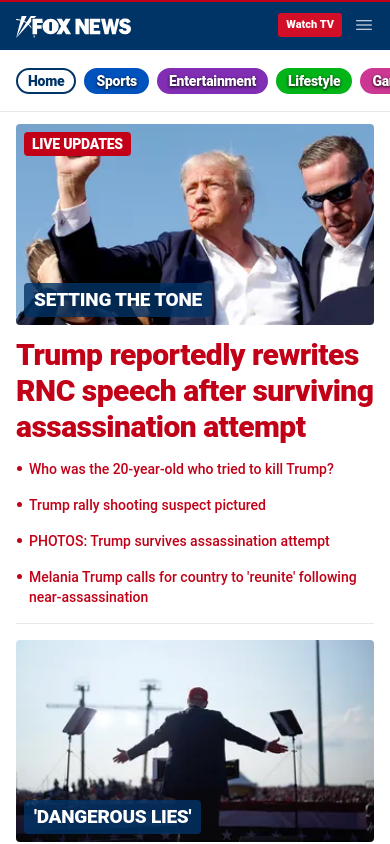 FOX NEWS
Watch TV
Home
Sports
Entertainment
Lifestyle
LIVE UPDATES
SETTING THE TONE
Trump reportedly rewrites
RNC speech after surviving
assassination attempt
Who was the 20-year-old who tried to kill Trump?
Trump rally shooting suspect pictured
PHOTOS: Trump survives assassination attempt
Melania Trump calls for country to 'reunite' following
near-assassination
'DANGEROUS LIES'